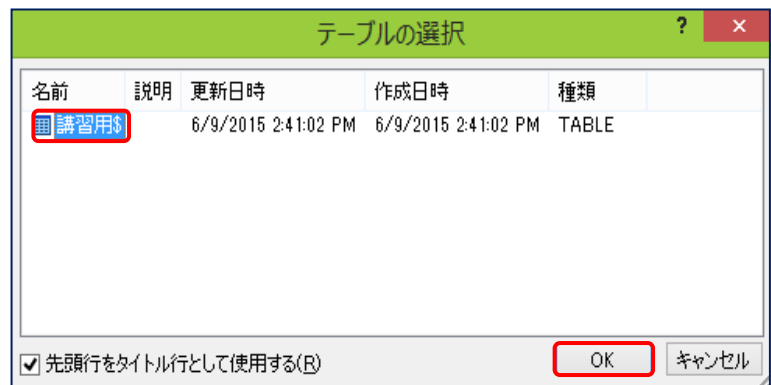 テーブルの選択
? ×
名前 説明 更新日時 作成日時 種類
講習用$ 6/9/2015 2:41:02 PM 6/9/2015 2:41:02 PM TABLE
先頭行をタイトル行として使用する(R) OK キャンセル